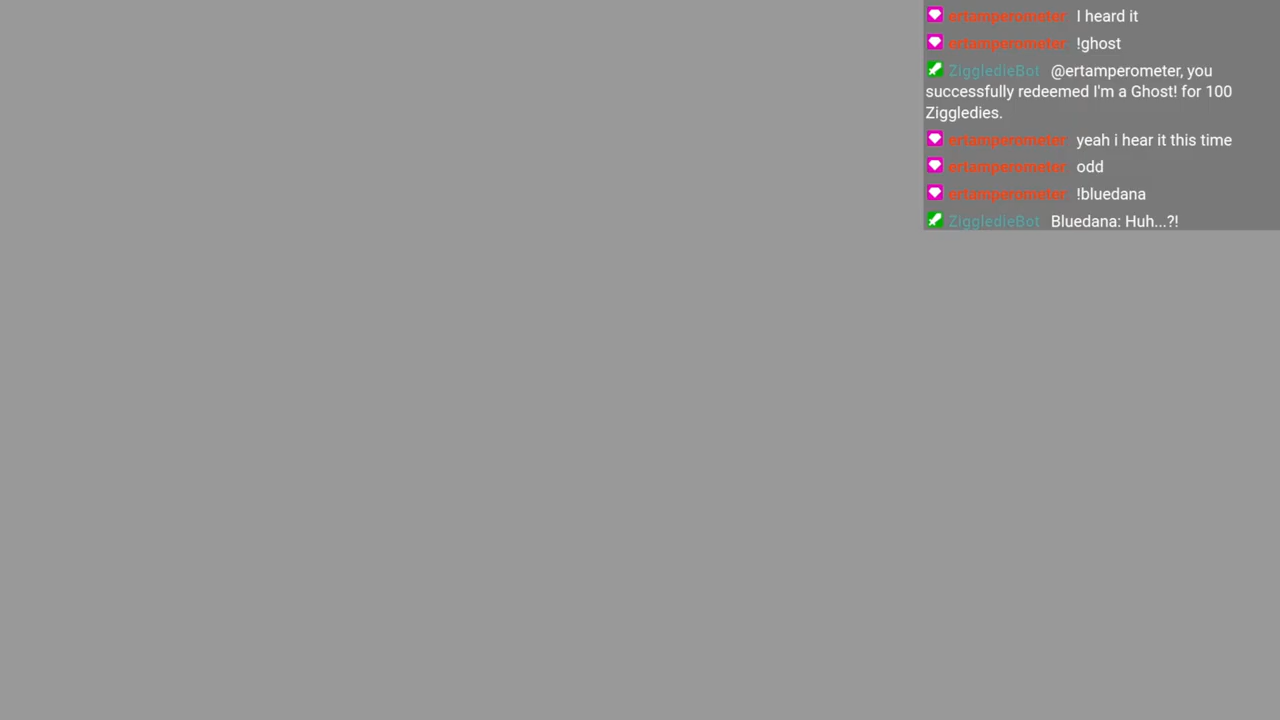 ertamperometer: I heard it
ertamperometer: !ghost
ZiggledieBot: @ertamperometer, you
successfully redeemed I'm a Ghost! for 100
Ziggledies.
ertamperometer: yeah i hear it this time
ertamperometer: odd
ertamperometer: !bluedana
ZiggledieBot: Bluedana: Huh...?!